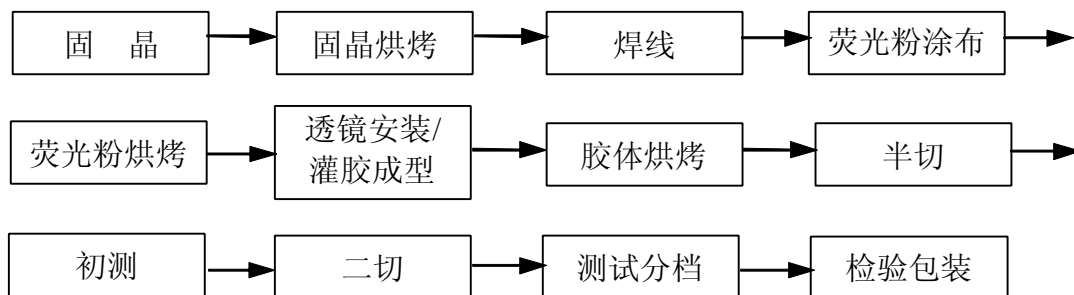 固 晶
固晶烘烤
焊线
荧光粉涂布
荧光粉烘烤
透镜安装/
灌胶成型
胶体烘烤
半切
初测
二切
测试分档
检验包装